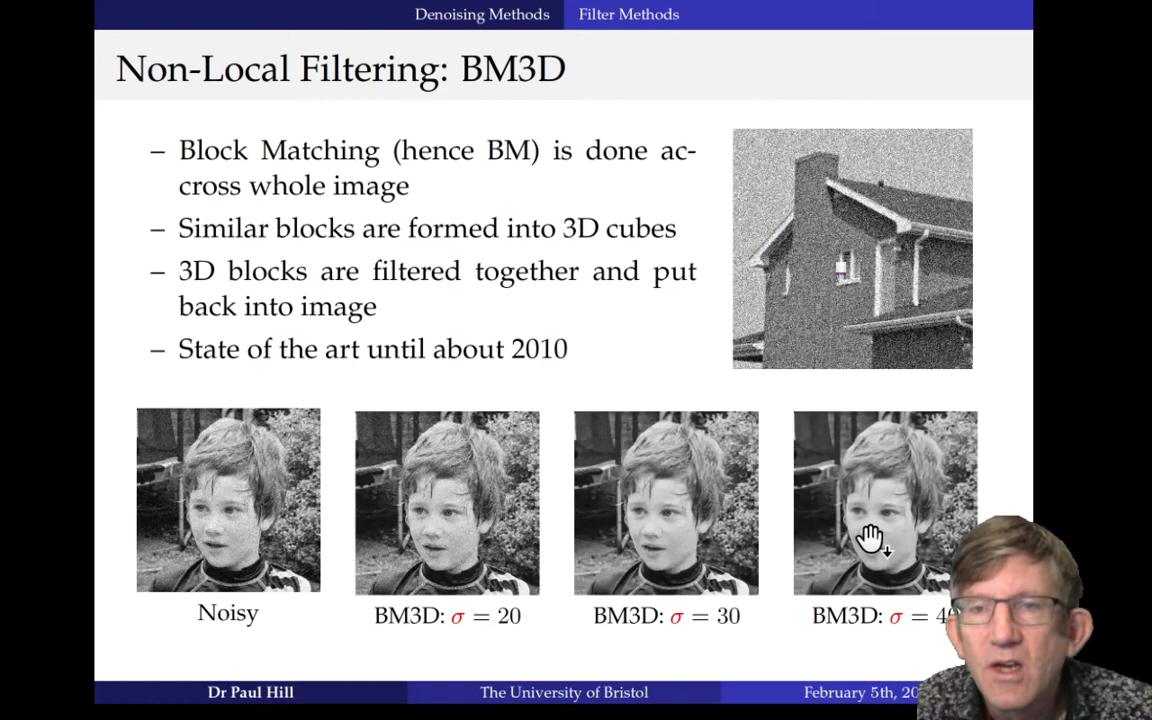 Denoising Methods Filter Methods
Non-Local Filtering: BM3D
– Block Matching (hence BM) is done ac-
cross whole image
– Similar blocks are formed into 3D cubes
– 3D blocks are filtered together and put
back into image
– State of the art until about 2010
Noisy
BM3D: σ = 20
BM3D: σ = 30
BM3D: σ =
Dr Paul Hill The University of Bristol February 5th,